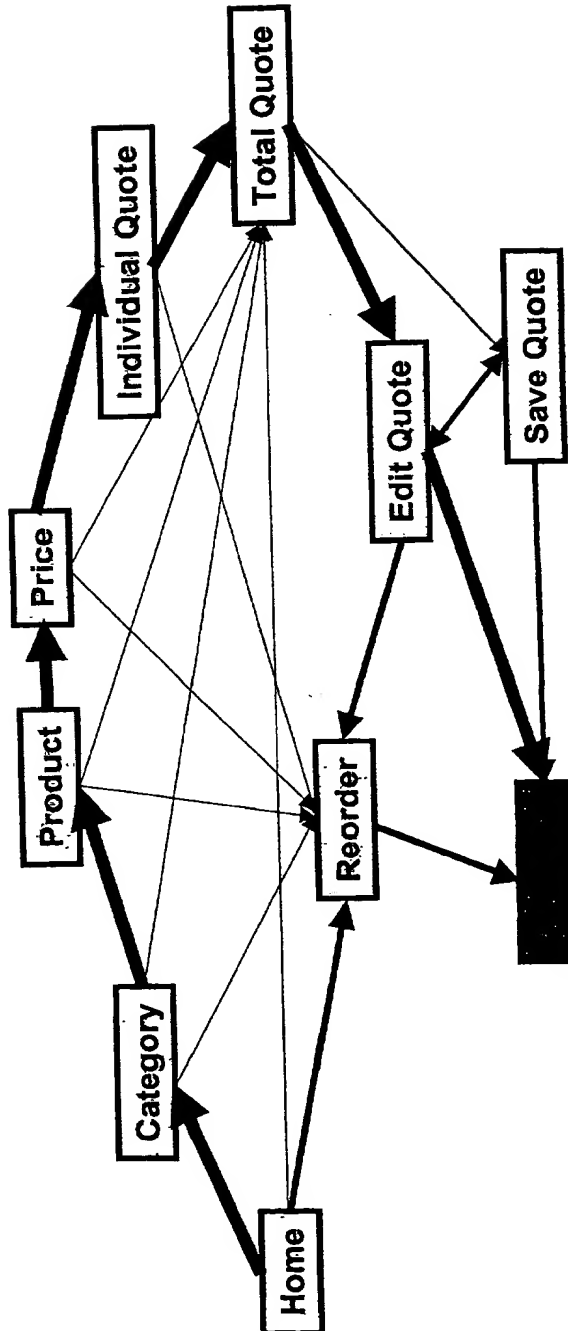 Home
Category
Product
Price
Individual Quote
Total Quote
Reorder
Edit Quote
Save Quote